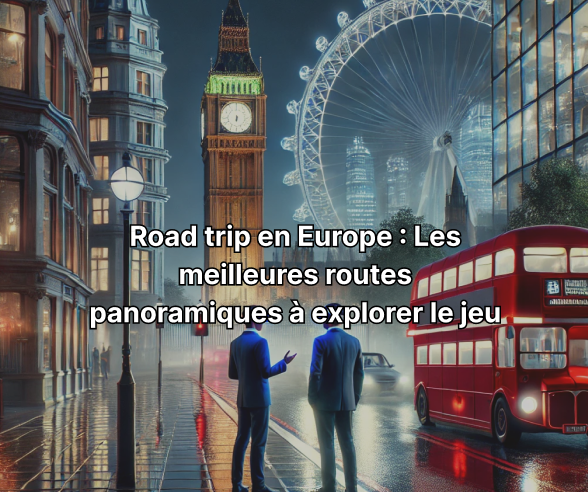 Road trip en Europe : Les
meilleures routes
panoramiques à explorer le jeu